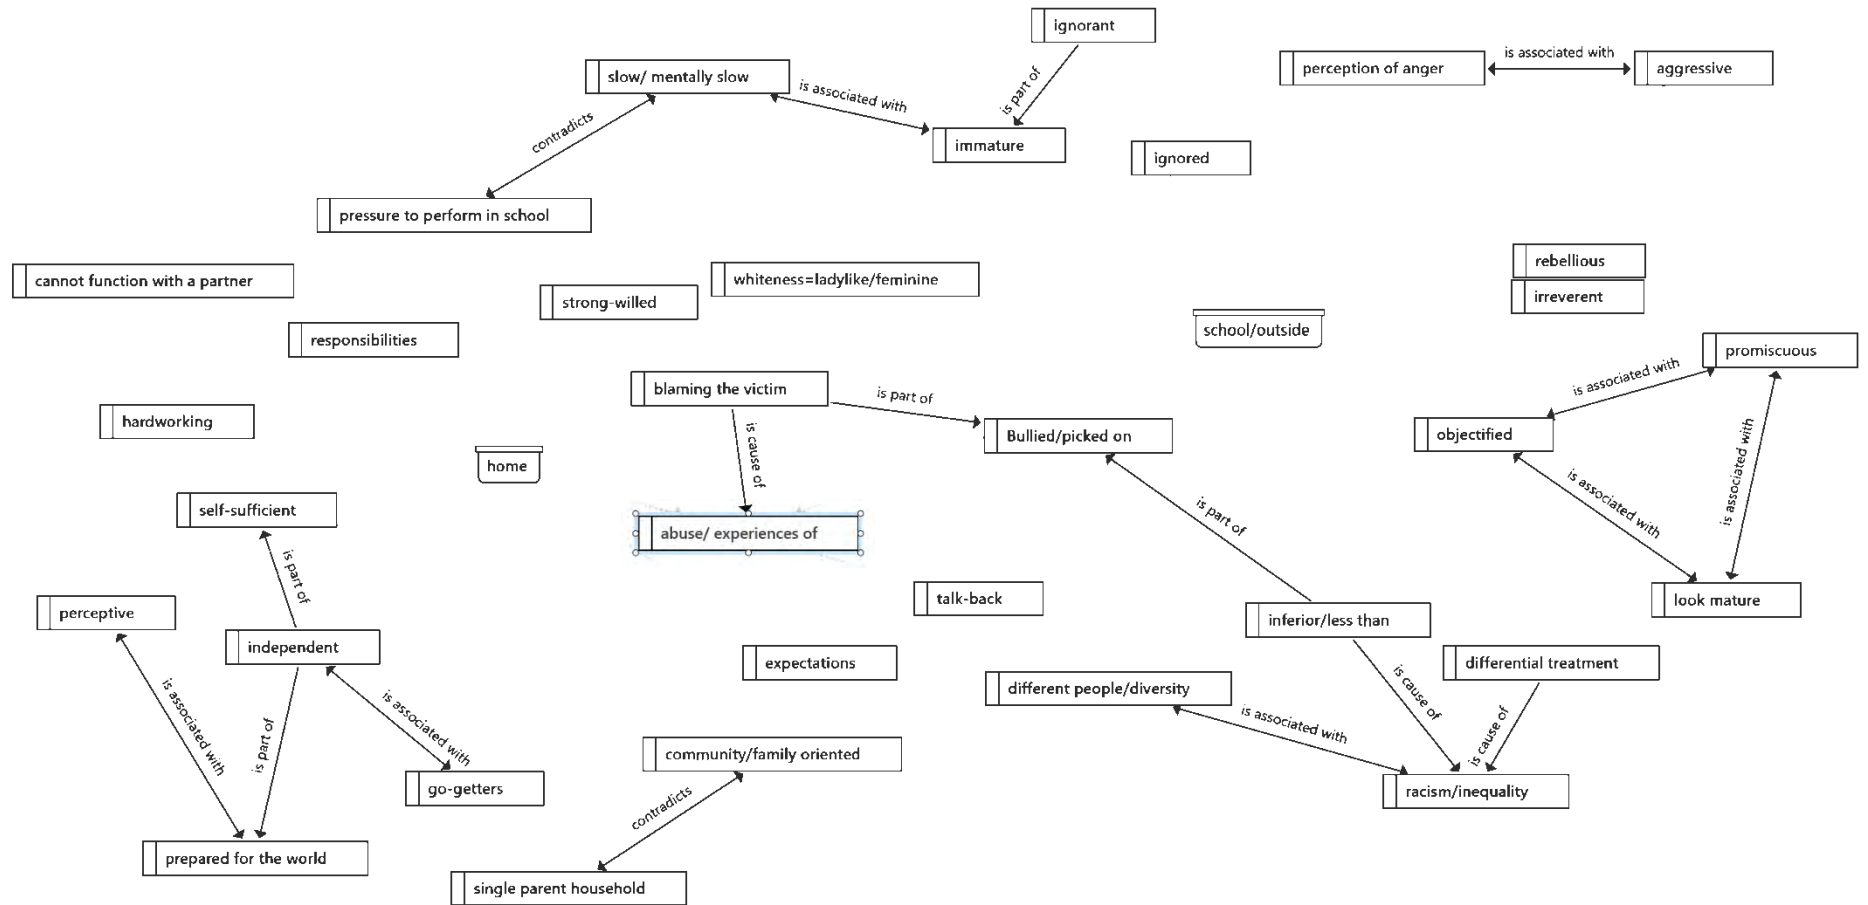 ignorant
is associated with
slow/ mentally slow
perception of anger
aggressive
is associated with
is part of
contradicts
immature
ignored
pressure to perform in school
cannot function with a partner
whiteness=ladylike/feminine
rebellious
strong-willed
irreverent
responsibilities
school/outside
promiscuous
blaming the victim
is part of
is associated with
hardworking
Bullied/picked on
objectified
is cause of
home
is associated with
is associated with
self-sufficient
abuse/ experiences of
is part of
is part of
perceptive
talk-back
look mature
independent
inferior/less than
expectations
differential treatment
different people/diversity
is associated with
is part of
is associated with
is cause of
is associated with
is cause of
community/family oriented
go-getters
contradicts
racism/inequality
prepared for the world
single parent household